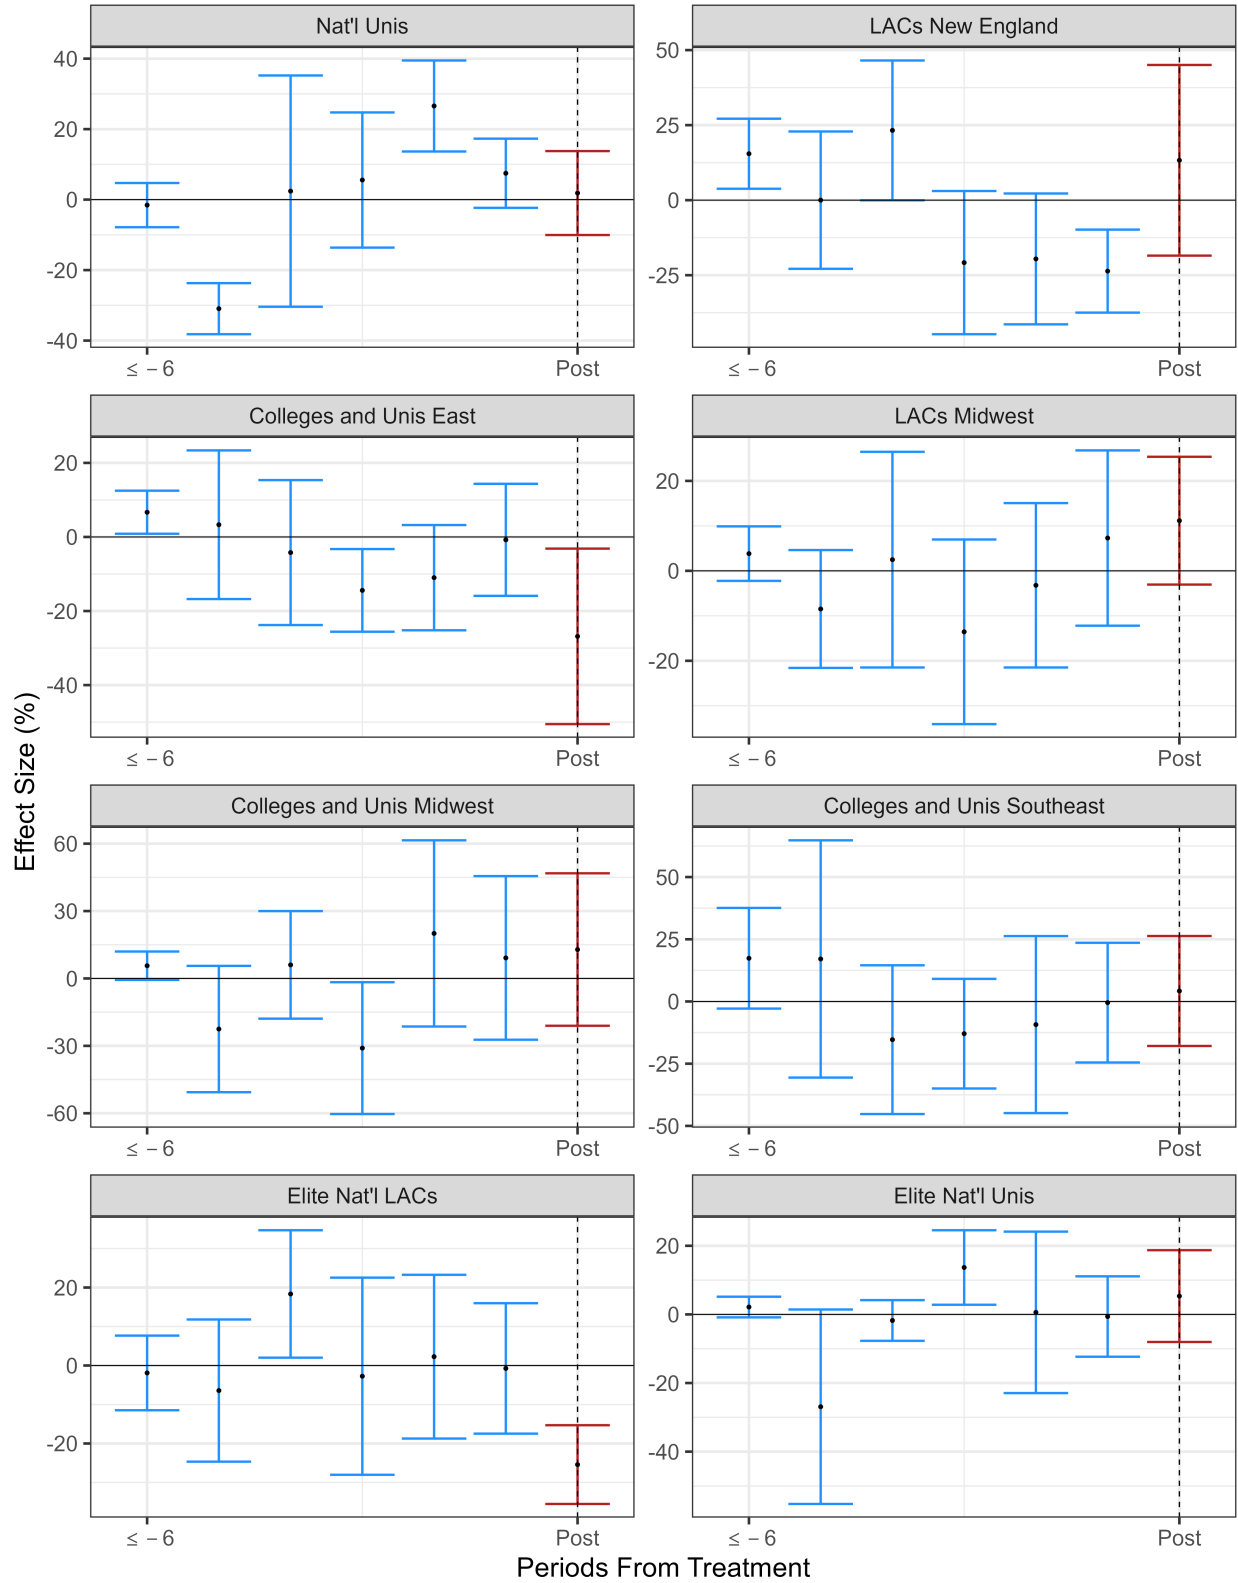 Nat'l Unis
LACs New England
40
20
0
-20
-40
≤ − 6
Post
50
25
0
-25
≤ − 6
Post
Colleges and Unis East
LACs Midwest
20
0
-20
-40
≤ − 6
Post
20
0
-20
≤ − 6
Post
Effect Size (%)
Colleges and Unis Midwest
Colleges and Unis Southeast
60
30
0
-30
-60
≤ − 6
Post
50
25
0
-25
-50
≤ − 6
Post
Elite Nat'l LACs
Elite Nat'l Unis
20
0
-20
≤ − 6
Post
20
0
-20
-40
≤ − 6
Post
Periods From Treatment